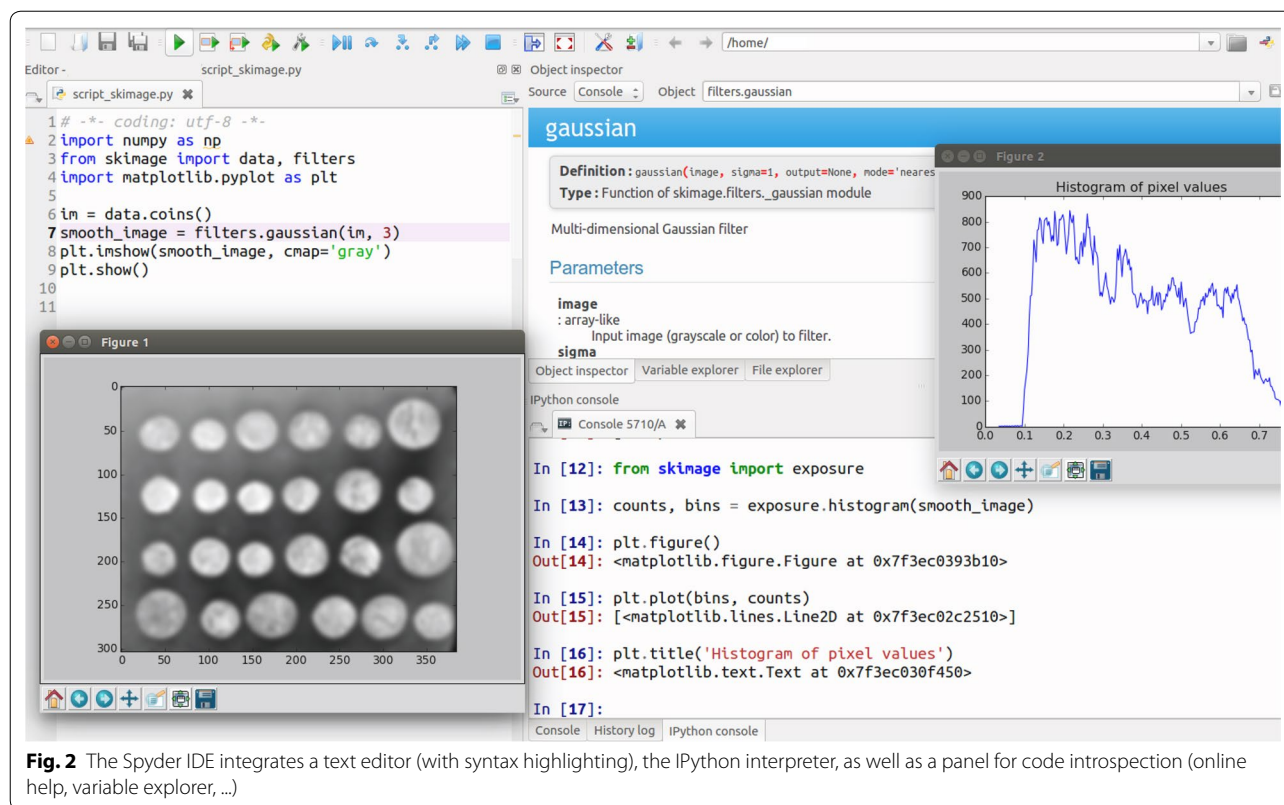 /home/
Editor - script_skimage.py
script_skimage.py
1 # -*- coding: utf-8 -*-
2 import numpy as np
3 from skimage import data, filters
4 import matplotlib.pyplot as plt
5
6 im = data.coins()
7 smooth_image = filters.gaussian(im, 3)
8 plt.imshow(smooth_image, cmap='gray')
9 plt.show()
10
11
Object inspector
Source Console Object filters.gaussian
gaussian
Definition : gaussian(image, sigma=1, output=None, mode='neares
Type : Function of skimage.filters._gaussian module
Multi-dimensional Gaussian filter
Parameters
image
: array-like
Input image (grayscale or color) to filter.
sigma
Object inspector Variable explorer File explorer
Figure 2
Histogram of pixel values
900
800
700
600
500
400
300
200
100
0
0.0 0.1 0.2 0.3 0.4 0.5 0.6 0.7
Figure 1
0
50
100
150
200
250
300
0 50 100 150 200 250 300 350
IPython console
IP Console 5710/A
In [12]: from skimage import exposure
In [13]: counts, bins = exposure.histogram(smooth_image)
In [14]: plt.figure()
Out[14]: <matplotlib.figure.Figure at 0x7f3ec0393b10>
In [15]: plt.plot(bins, counts)
Out[15]: [<matplotlib.lines.Line2D at 0x7f3ec02c2510>]
In [16]: plt.title('Histogram of pixel values')
Out[16]: <matplotlib.text.Text at 0x7f3ec030f450>
In [17]:
Console History log IPython console
Fig. 2 The Spyder IDE integrates a text editor (with syntax highlighting), the IPython interpreter, as well as a panel for code introspection (online
help, variable explorer, ...)